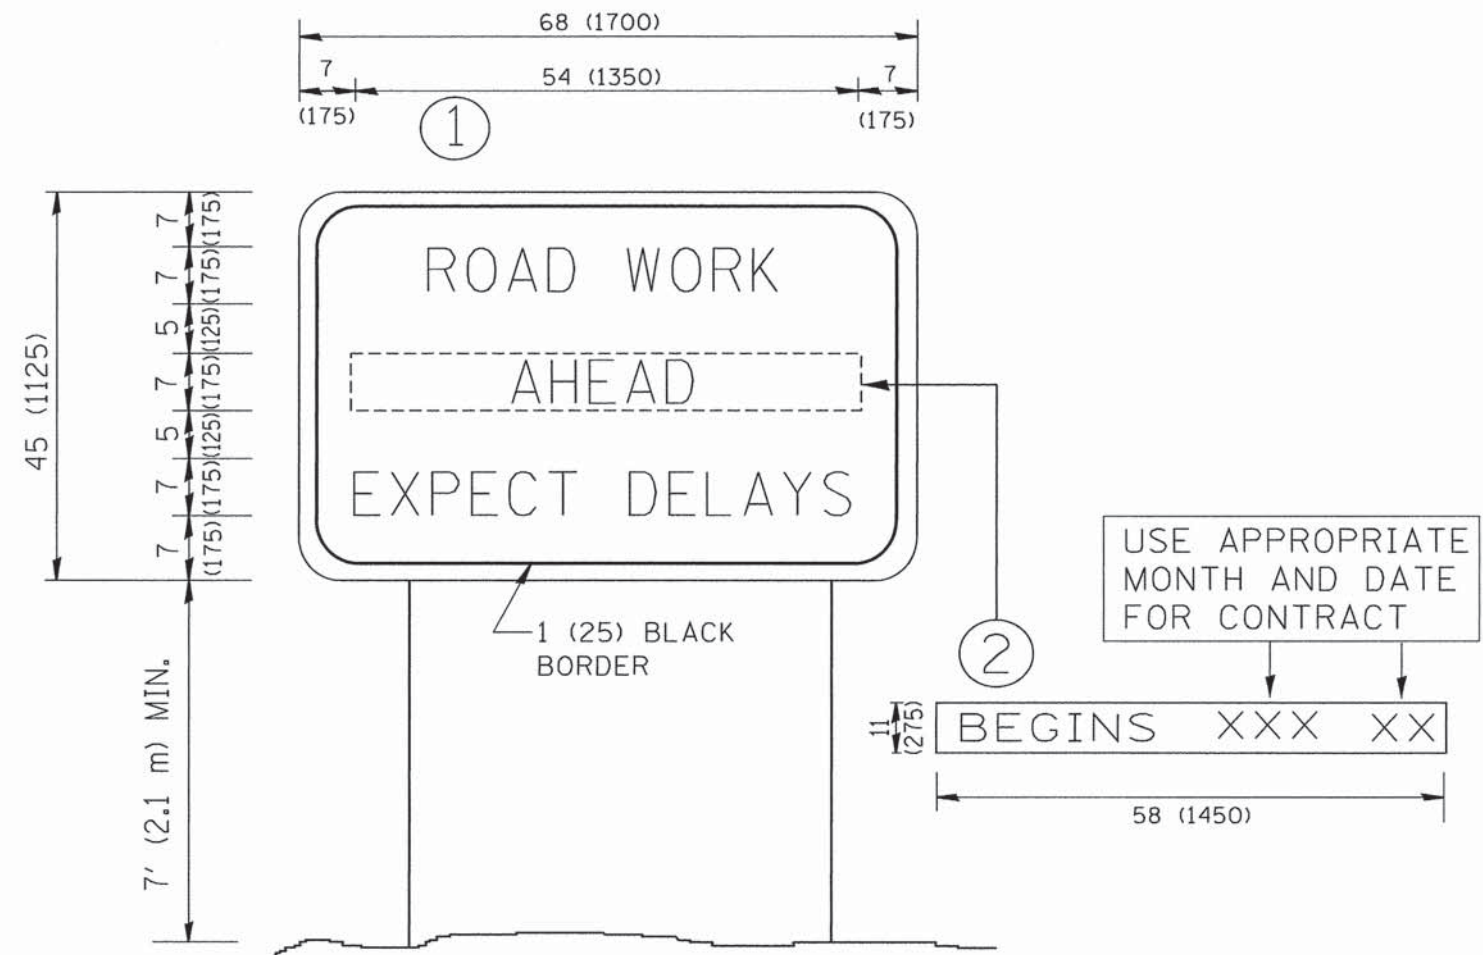 68 (1700)
7
54 (1350)
7
(175)
(175)
1
45 (1125)
7
(175)
7
(175)
5
(125)
7
(175)
5
(125)
7
(175)
7
(175)
ROAD WORK
AHEAD
EXPECT DELAYS
1 (25) BLACK
BORDER
7' (2.1 m) MIN.
2
USE APPROPRIATE
MONTH AND DATE
FOR CONTRACT
11
(275)
BEGINS XXX XX
58 (1450)